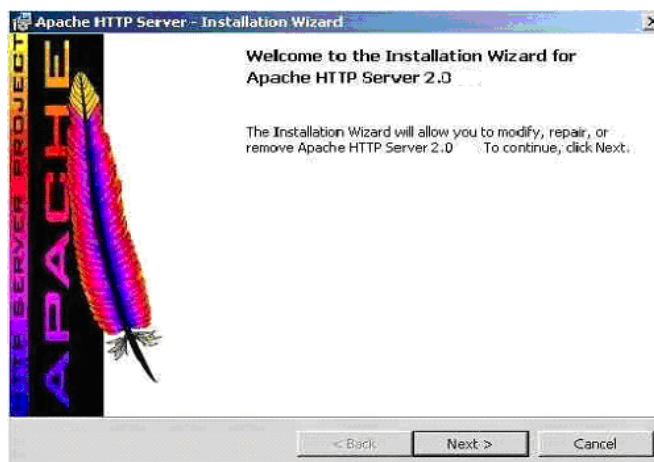 Apache HTTP Server - Installation Wizard
HTTP SERVER PROJECT
APACHE
Welcome to the Installation Wizard for
Apache HTTP Server 2.0
The Installation Wizard will allow you to modify, repair, or
remove Apache HTTP Server 2.0 To continue, click Next.
< Back
Next >
Cancel